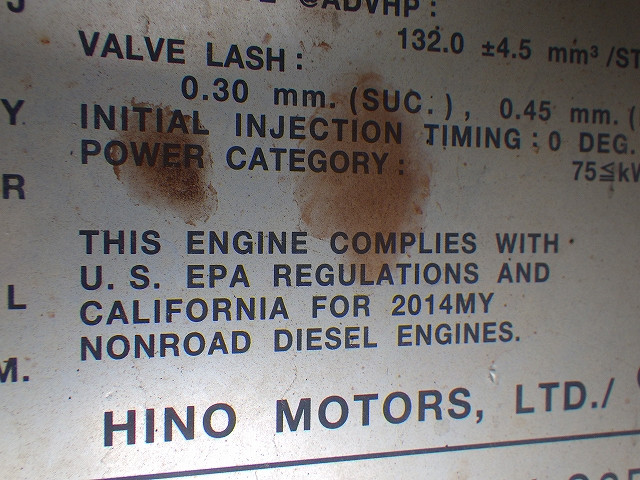 J @ADVHP:
132.0 ±4.5 mm³/ST
VALVE LASH:
0.30 mm. (SUC.), 0.45 mm. (
Y INITIAL INJECTION TIMING: 0 DEG.
POWER CATEGORY: 75≦kW
R
THIS ENGINE COMPLIES WITH
U.S. EPA REGULATIONS AND
L CALIFORNIA FOR 2014MY
NONROAD DIESEL ENGINES.
M.
HINO MOTORS, LTD./